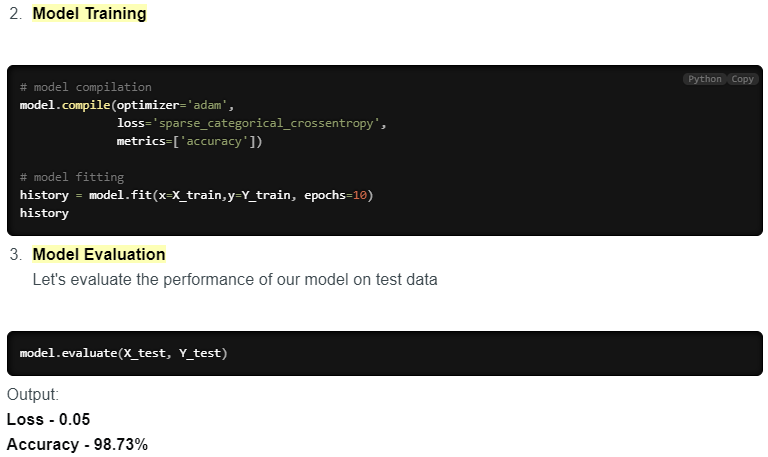 2. Model Training
Python Copy
# model compilation
model.compile(optimizer='adam',
              loss='sparse_categorical_crossentropy',
              metrics=['accuracy'])
# model fitting
history = model.fit(x=X_train,y=Y_train, epochs=10)
history
3. Model Evaluation
Let's evaluate the performance of our model on test data
model.evaluate(X_test, Y_test)
Output:
Loss - 0.05
Accuracy - 98.73%